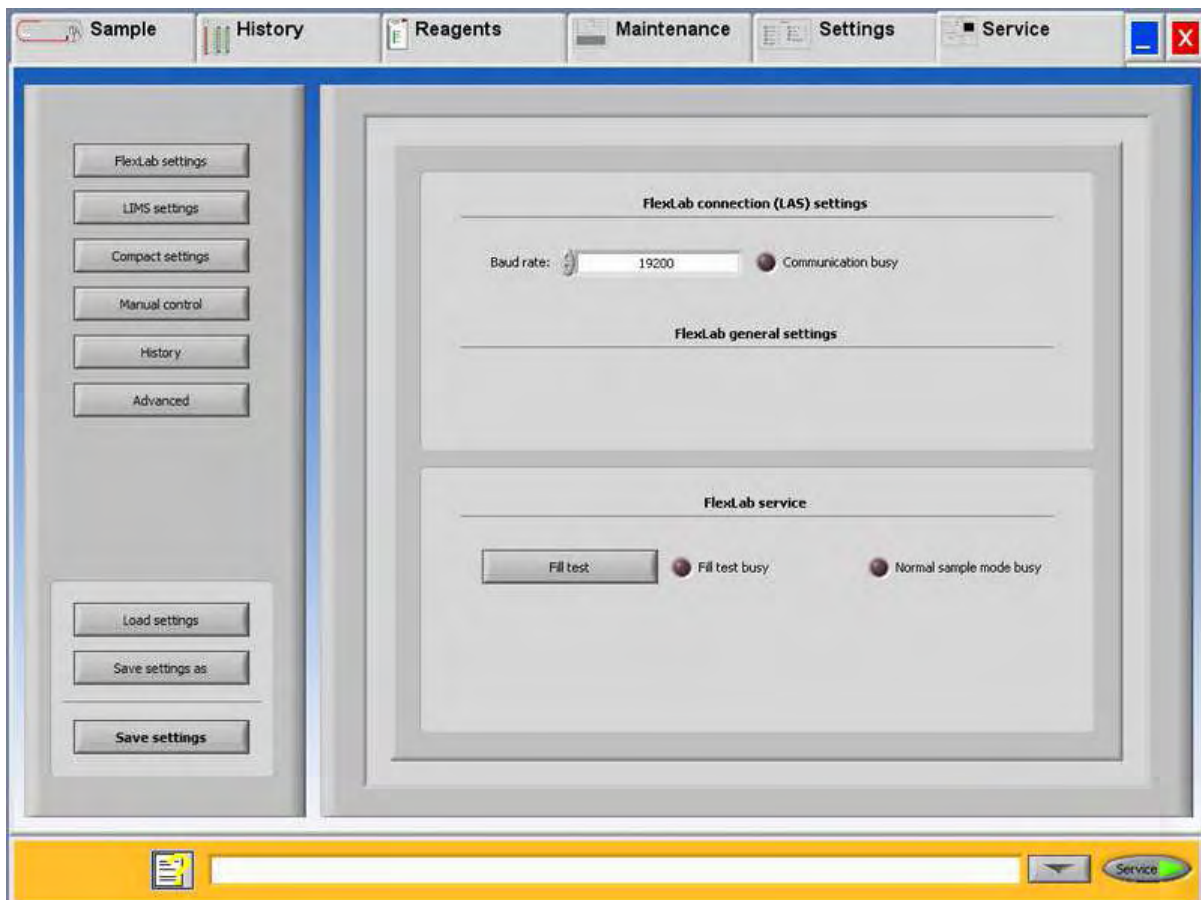 Sample History Reagents Maintenance Settings Service
FlexLab settings
LIMS settings
Compact settings
Manual control
History
Advanced
Load settings
Save settings as
Save settings
FlexLab connection (LAS) settings
Baud rate: 19200 Communication busy
FlexLab general settings
FlexLab service
Fill test Fill test busy Normal sample mode busy
Service